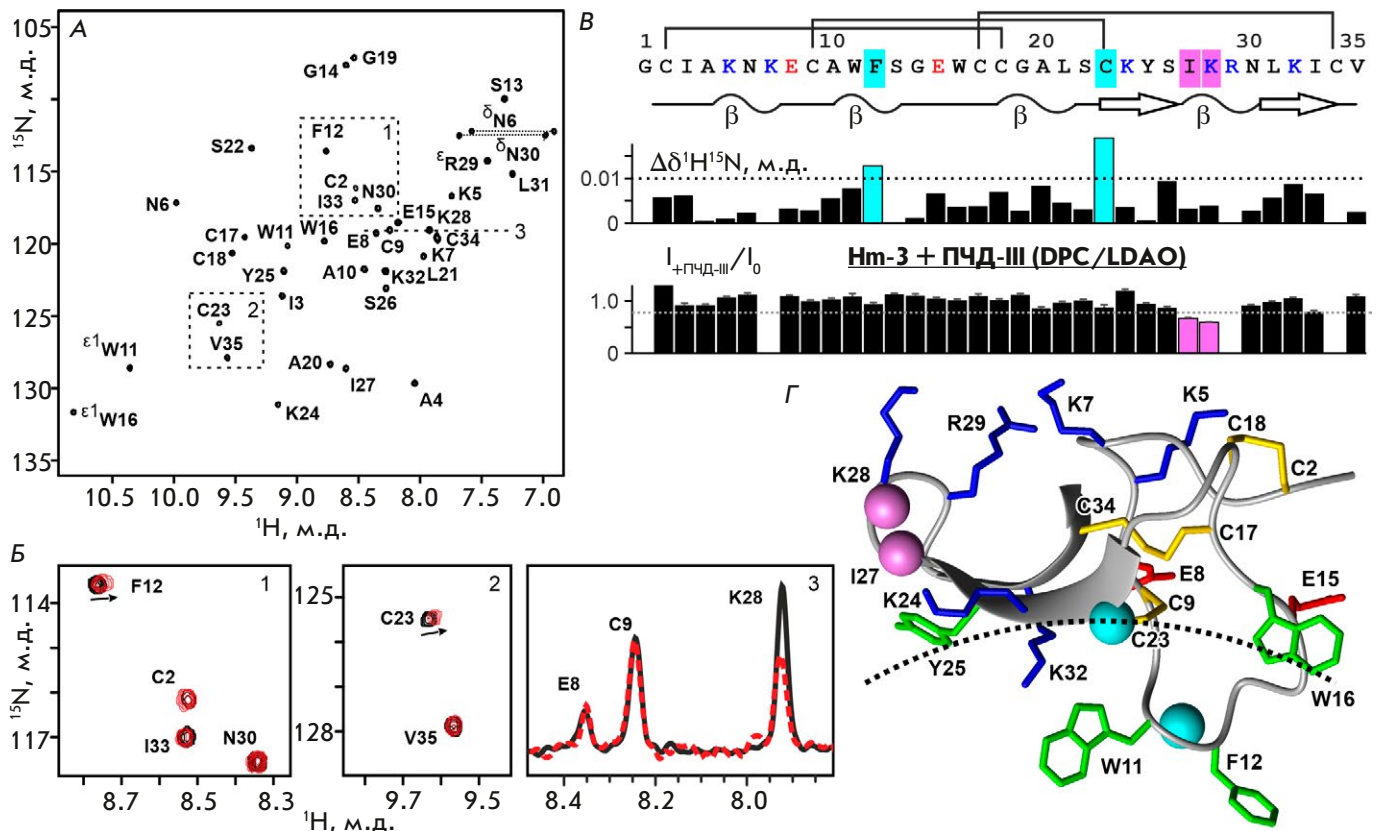 А
¹⁵N, м.д.
105
115
120
125
130
135
10.5
10.0
9.5
9.0
8.5
8.0
7.5
7.0
¹H, м.д.
G19
G14
S13
δN6
δN30
F12
1
S22
εR29
L31
C2
I33
N30
K5
N6
E15
K28
3
C17
W11
W16
E8
C9
C34
K7
C18
L21
Y25
A10
K32
I3
S26
2
C23
V35
ε¹W11
A20
I27
A4
K24
ε¹W16
В
1 10 20 30 35
GCIAKNKECAWFSGEWCCGALSCKYSIKRNLKICV
β β β β
Δδ¹H¹⁵N, м.д.
0.01
0
I+ПЧД-III/I0
Hm-3 + ПЧД-III (DPC/LDAO)
1.0
0
Б
¹⁵N, м.д.
114
117
F12
1
C2
I33
N30
8.7 8.5 8.3
125
128
2
C23
V35
9.7 9.5
¹H, м.д.
3
E8
C9
K28
8.4 8.2 8.0
Г
K7
K5
R29
C18
K28
C2
C34
C17
I27
E8
E15
K24
C9
C23
Y25
K32
W16
W11
F12